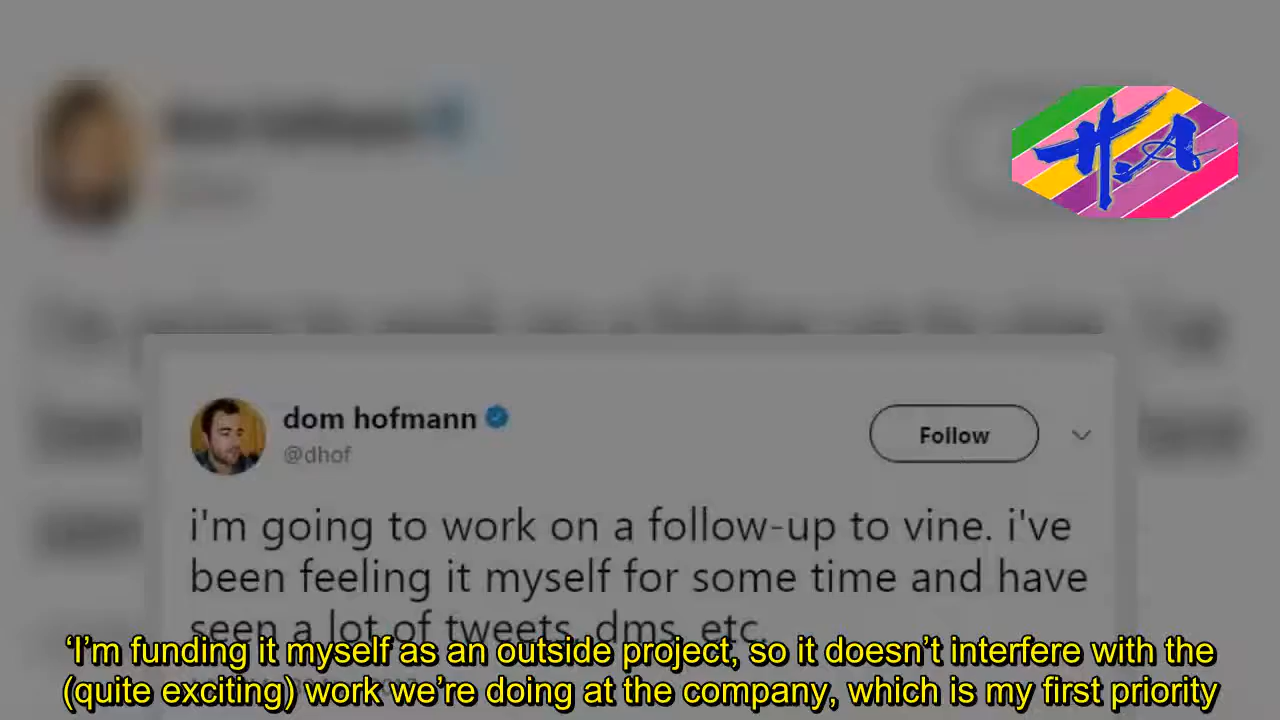 H.A
dom hofmann
@dhof
Follow
i'm going to work on a follow-up to vine. i've
been feeling it myself for some time and have
seen a lot of tweets, dms, etc.
‘I’m funding it myself as an outside project, so it doesn’t interfere with the
(quite exciting) work we’re doing at the company, which is my first priority